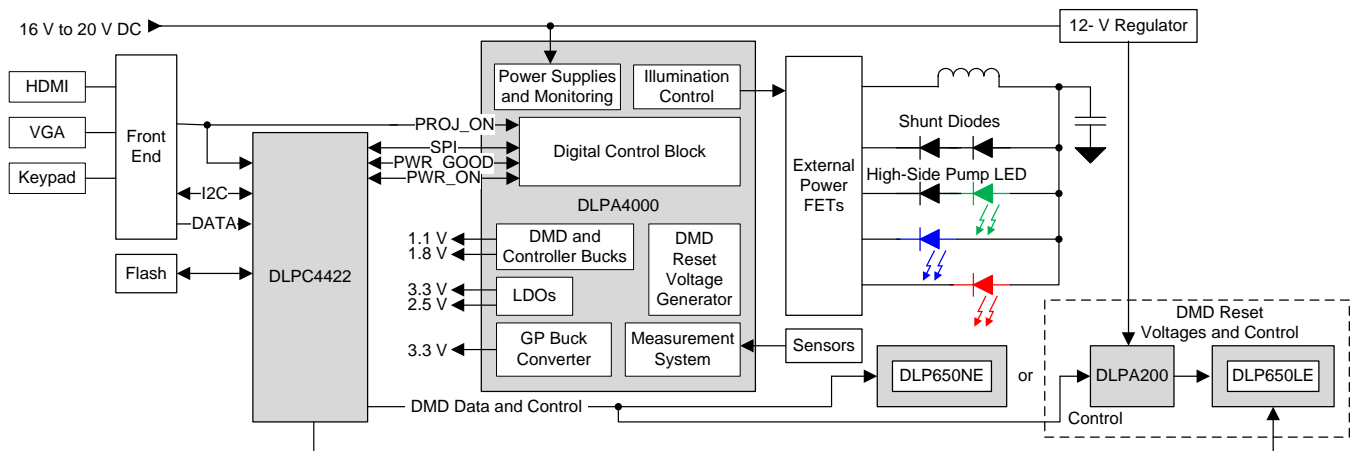 16 V to 20 V DC
12- V Regulator
HDMI
VGA
Keypad
Front
End
Power Supplies
and Monitoring
Illumination
Control
PROJ_ON
SPI
PWR_GOOD
PWR_ON
Digital Control Block
DLPA4000
I2C
DATA
Flash
DLPC4422
1.1 V
1.8 V
DMD and
Controller Bucks
3.3 V
2.5 V
LDOs
3.3 V
GP Buck
Converter
DMD
Reset
Voltage
Generator
Measurement
System
External
Power
FETs
Shunt Diodes
High-Side Pump LED
Sensors
DMD Data and Control
DLP650NE
or
DMD Reset
Voltages and Control
DLPA200
DLP650LE
Control